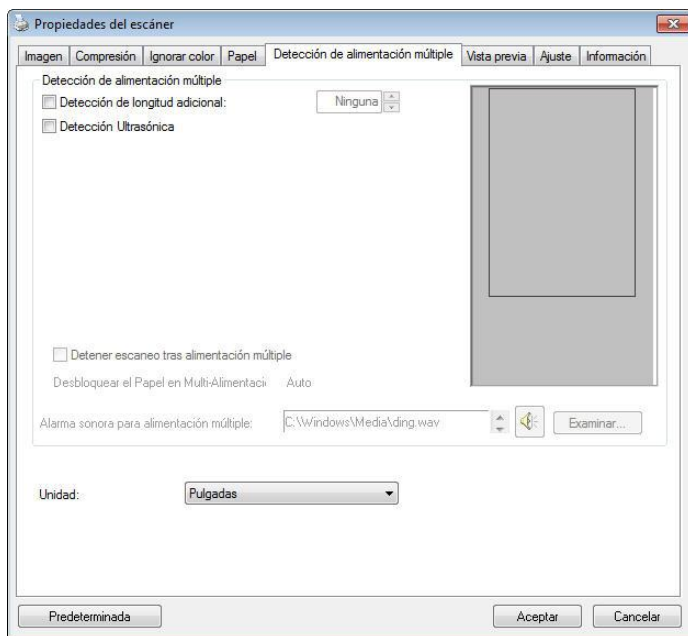 Propiedades del escáner
Imagen Compresión Ignorar color Papel Detección de alimentación múltiple Vista previa Ajuste Información
Detección de alimentación múltiple
Detección de longitud adicional: Ninguna
Detección Ultrasónica
Detener escaneo tras alimentación múltiple
Desbloquear el Papel en Multi-Alimentaci Auto
Alarma sonora para alimentación múltiple: C:\Windows\Media\ding.wav Examinar...
Unidad: Pulgadas
Predeterminada Aceptar Cancelar